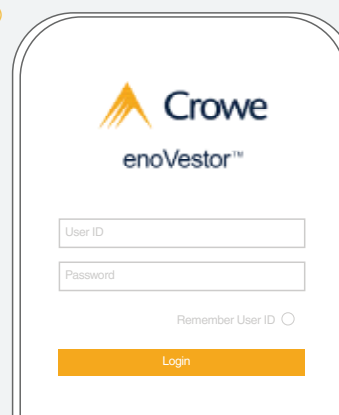 Crowe
enoVestor™
User ID
Password
Remember User ID
Login